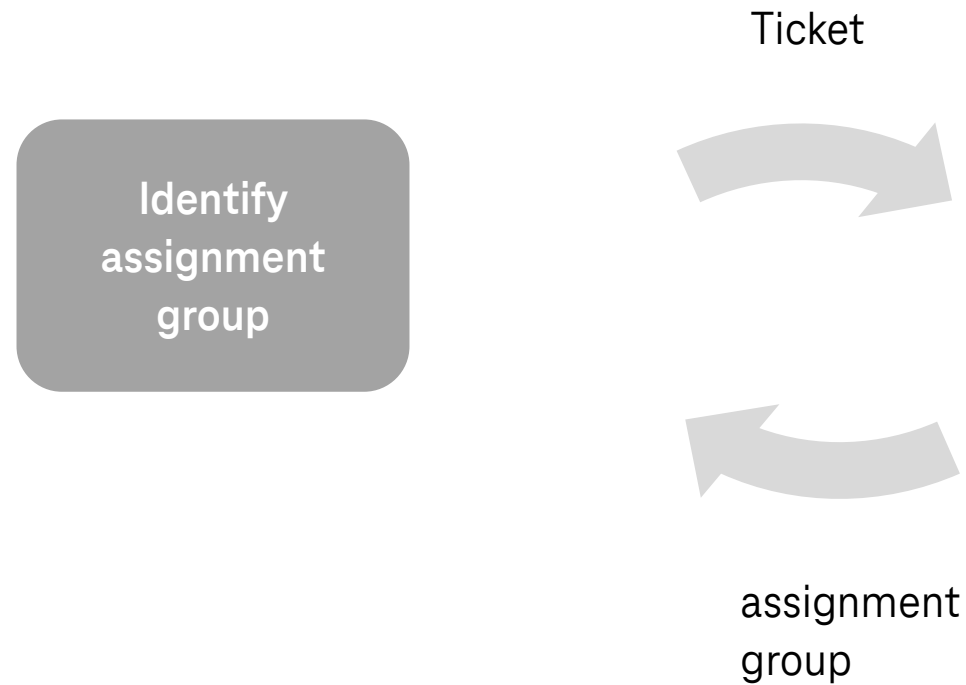 Ticket
Identify
assignment
group
assignment
group